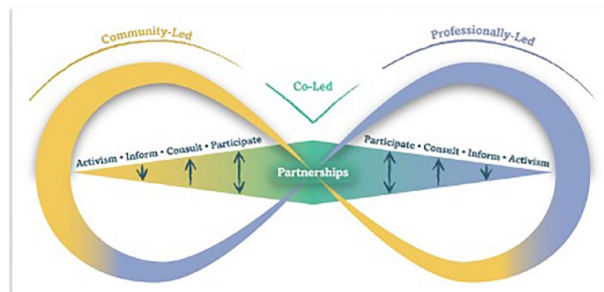 Community-Led
Professionally-Led
Co-Led
Activism • Inform • Consult • Participate
Participate • Consult • Inform • Activism
Partnerships